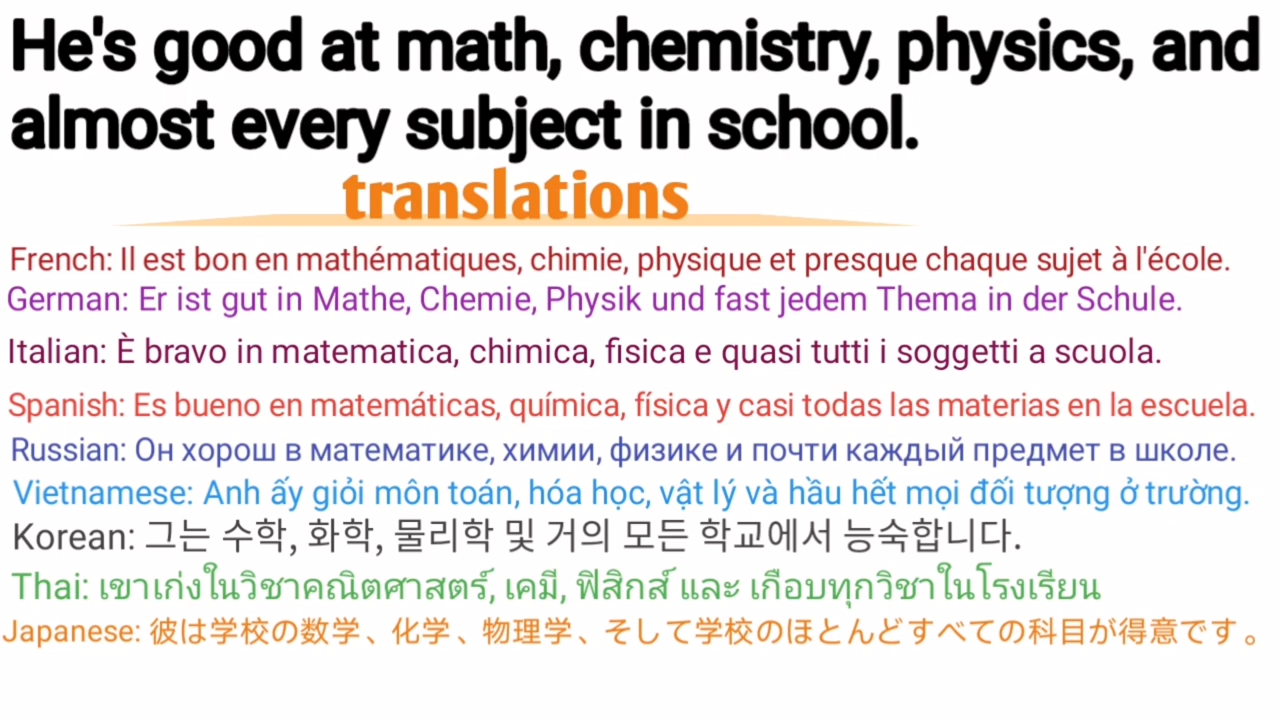 He's good at math, chemistry, physics, and
almost every subject in school.
translations
French: Il est bon en mathématiques, chimie, physique et presque chaque sujet à l'école.
German: Er ist gut in Mathe, Chemie, Physik und fast jedem Thema in der Schule.
Italian: È bravo in matematica, chimica, fisica e quasi tutti i soggetti a scuola.
Spanish: Es bueno en matemáticas, química, física y casi todas las materias en la escuela.
Russian: Он хорош в математике, химии, физике и почти каждый предмет в школе.
Vietnamese: Anh ấy giỏi môn toán, hóa học, vật lý và hầu hết mọi đối tượng ở trường.
Korean: 그는 수학, 화학, 물리학 및 거의 모든 학교에서 능숙합니다.
Thai: เขาเก่งในวิชาคณิตศาสตร์, เคมี, ฟิสิกส์ และ เกือบทุกวิชาในโรงเรียน
Japanese: 彼は学校の数学、化学、物理学、そして学校のほとんどすべての科目が得意です。